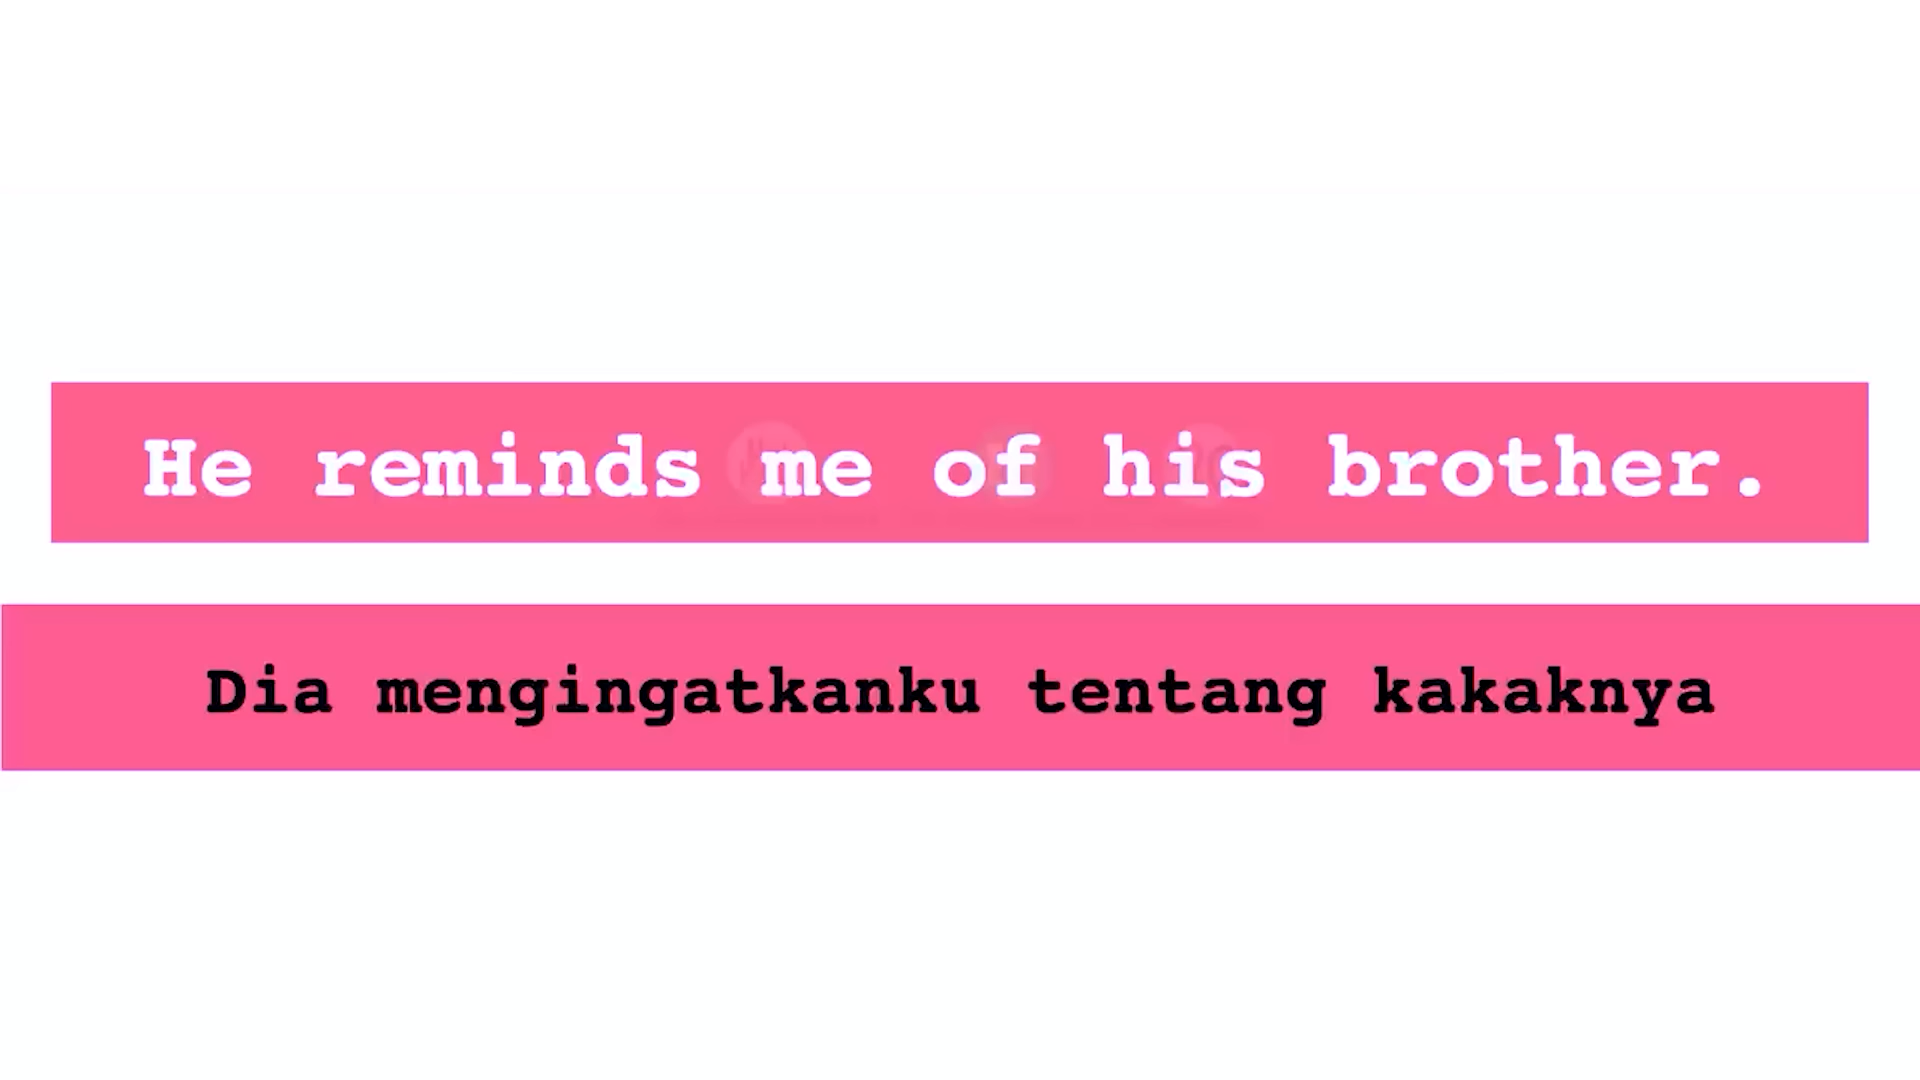 He reminds me of his brother.
Dia mengingatkanku tentang kakaknya